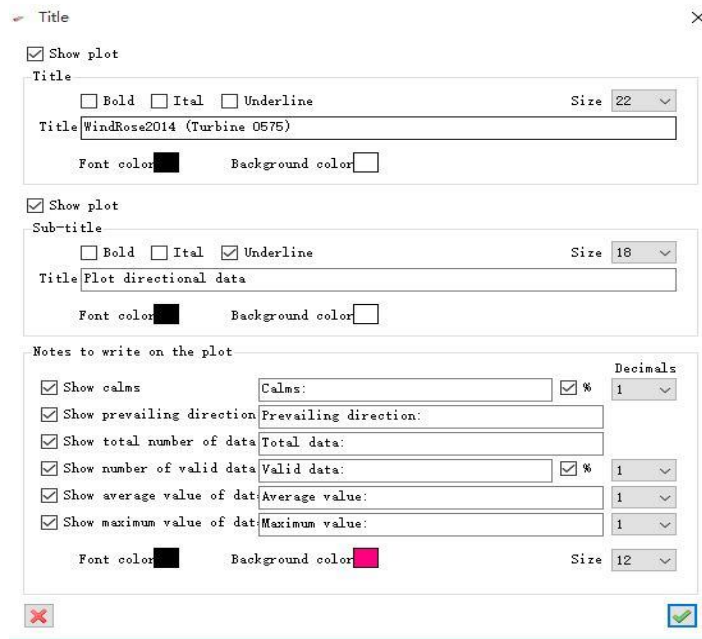 Title
Show plot
Title
Bold Ital Underline Size 22
Title WindRose2014 (Turbine 0575)
Font color Background color
Show plot
Sub-title
Bold Ital Underline Size 18
Title Plot directional data
Font color Background color
Notes to write on the plot
Decimals
Show calms Calms: % 1
Show prevailing direction Prevailing direction:
Show total number of data Total data:
Show number of valid data Valid data: % 1
Show average value of dat Average value: 1
Show maximum value of dat Maximum value: 1
Font color Background color Size 12